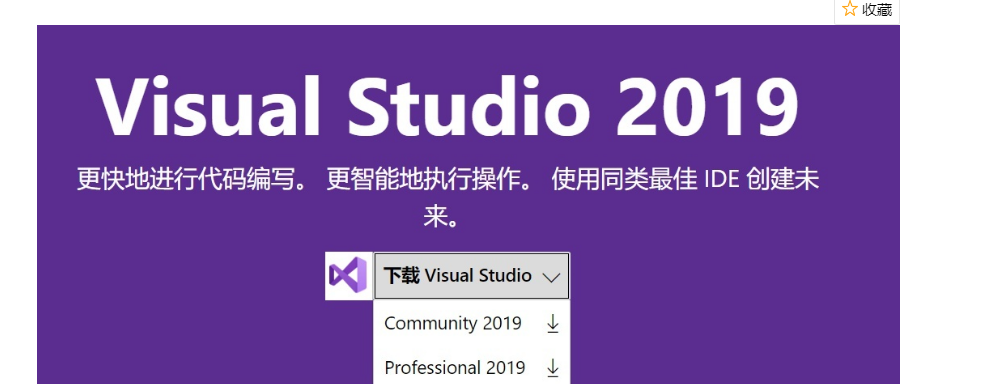 收藏
Visual Studio 2019
更快地进行代码编写。 更智能地执行操作。 使用同类最佳 IDE 创建未
来。
下载 Visual Studio
Community 2019
Professional 2019